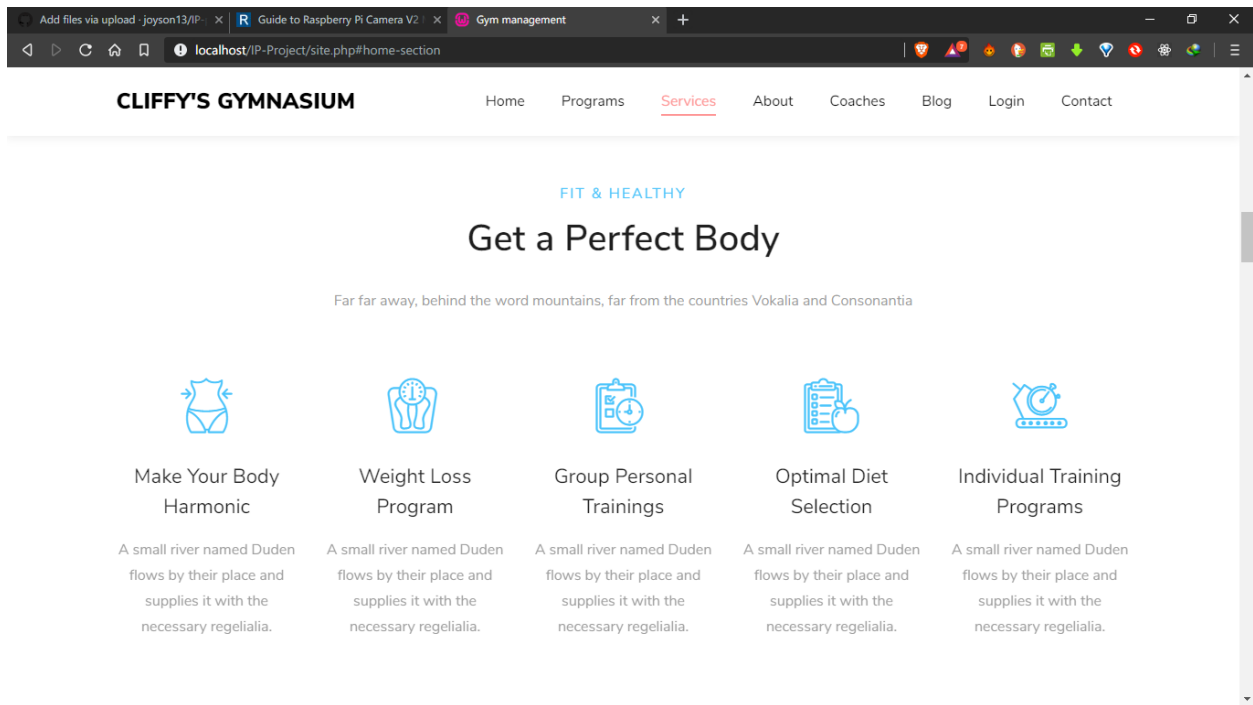 Add files via upload · joyson13/IP-
Guide to Raspberry Pi Camera V2
Gym management
localhost/IP-Project/site.php#home-section
7
CLIFFY'S GYMNASIUM
Home Programs Services About Coaches Blog Login Contact
FIT & HEALTHY
Get a Perfect Body
Far far away, behind the word mountains, far from the countries Vokalia and Consonantia
Make Your Body
Harmonic
A small river named Duden
flows by their place and
supplies it with the
necessary regelialia.
Weight Loss
Program
A small river named Duden
flows by their place and
supplies it with the
necessary regelialia.
Group Personal
Trainings
A small river named Duden
flows by their place and
supplies it with the
necessary regelialia.
Optimal Diet
Selection
A small river named Duden
flows by their place and
supplies it with the
necessary regelialia.
Individual Training
Programs
A small river named Duden
flows by their place and
supplies it with the
necessary regelialia.